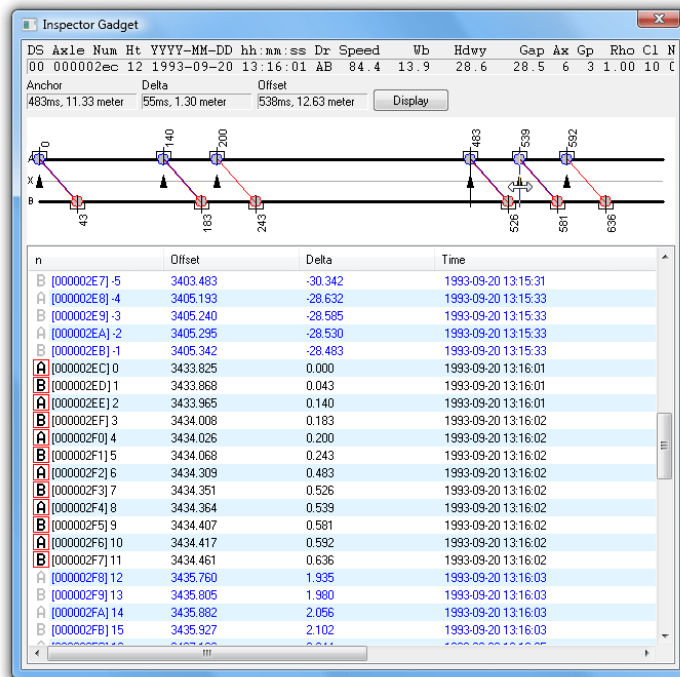 Inspector Gadget
DS Axle Num Ht YYYY-MM-DD hh:mm:ss Dr Speed Wb Hdwy Gap Ax Gp Rho Cl N
00 000002ec 12 1993-09-20 13:16:01 AB 84.4 13.9 28.6 28.5 6 3 1.00 10 0
Anchor Delta Offset
483ms, 11.33 meter 55ms, 1.30 meter 538ms, 12.63 meter Display
0 140 200 483 539 592
A
X
B
43 183 243 526 581 636
n Offset Delta Time
B [000002E7] -5 3403.483 -30.342 1993-09-20 13:15:31
A [000002E8] -4 3405.193 -28.632 1993-09-20 13:15:33
B [000002E9] -3 3405.240 -28.585 1993-09-20 13:15:33
A [000002EA] -2 3405.295 -28.530 1993-09-20 13:15:33
B [000002EB] -1 3405.342 -28.483 1993-09-20 13:15:33
A [000002EC] 0 3433.825 0.000 1993-09-20 13:16:01
B [000002ED] 1 3433.868 0.043 1993-09-20 13:16:01
A [000002EE] 2 3433.965 0.140 1993-09-20 13:16:01
B [000002EF] 3 3434.008 0.183 1993-09-20 13:16:02
A [000002F0] 4 3434.026 0.200 1993-09-20 13:16:02
B [000002F1] 5 3434.068 0.243 1993-09-20 13:16:02
A [000002F2] 6 3434.309 0.483 1993-09-20 13:16:02
B [000002F3] 7 3434.351 0.526 1993-09-20 13:16:02
A [000002F4] 8 3434.364 0.539 1993-09-20 13:16:02
B [000002F5] 9 3434.407 0.581 1993-09-20 13:16:02
A [000002F6] 10 3434.417 0.592 1993-09-20 13:16:02
B [000002F7] 11 3434.461 0.636 1993-09-20 13:16:02
A [000002F8] 12 3435.760 1.935 1993-09-20 13:16:03
B [000002F9] 13 3435.805 1.980 1993-09-20 13:16:03
A [000002FA] 14 3435.882 2.056 1993-09-20 13:16:03
B [000002FB] 15 3435.927 2.102 1993-09-20 13:16:03